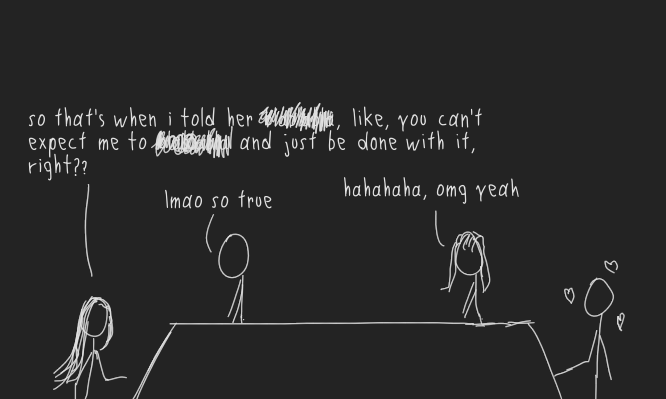 so that's when i told her , like, you can't
expect me to and just be done with it,
right??
lmao so true
hahahaha, omg yeah